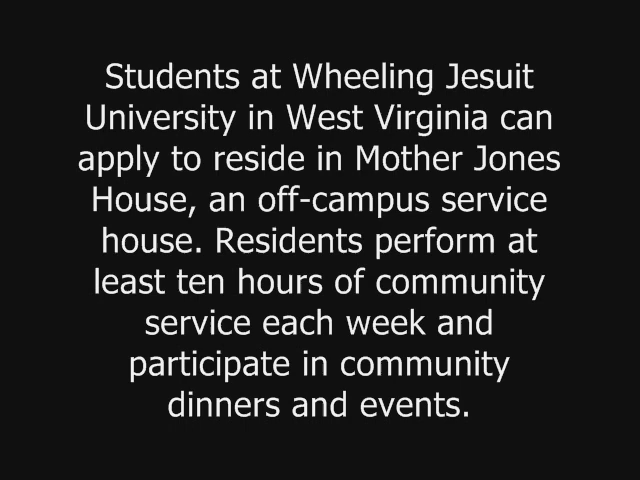 Students at Wheeling Jesuit
University in West Virginia can
apply to reside in Mother Jones
House, an off-campus service
house. Residents perform at
least ten hours of community
service each week and
participate in community
dinners and events.